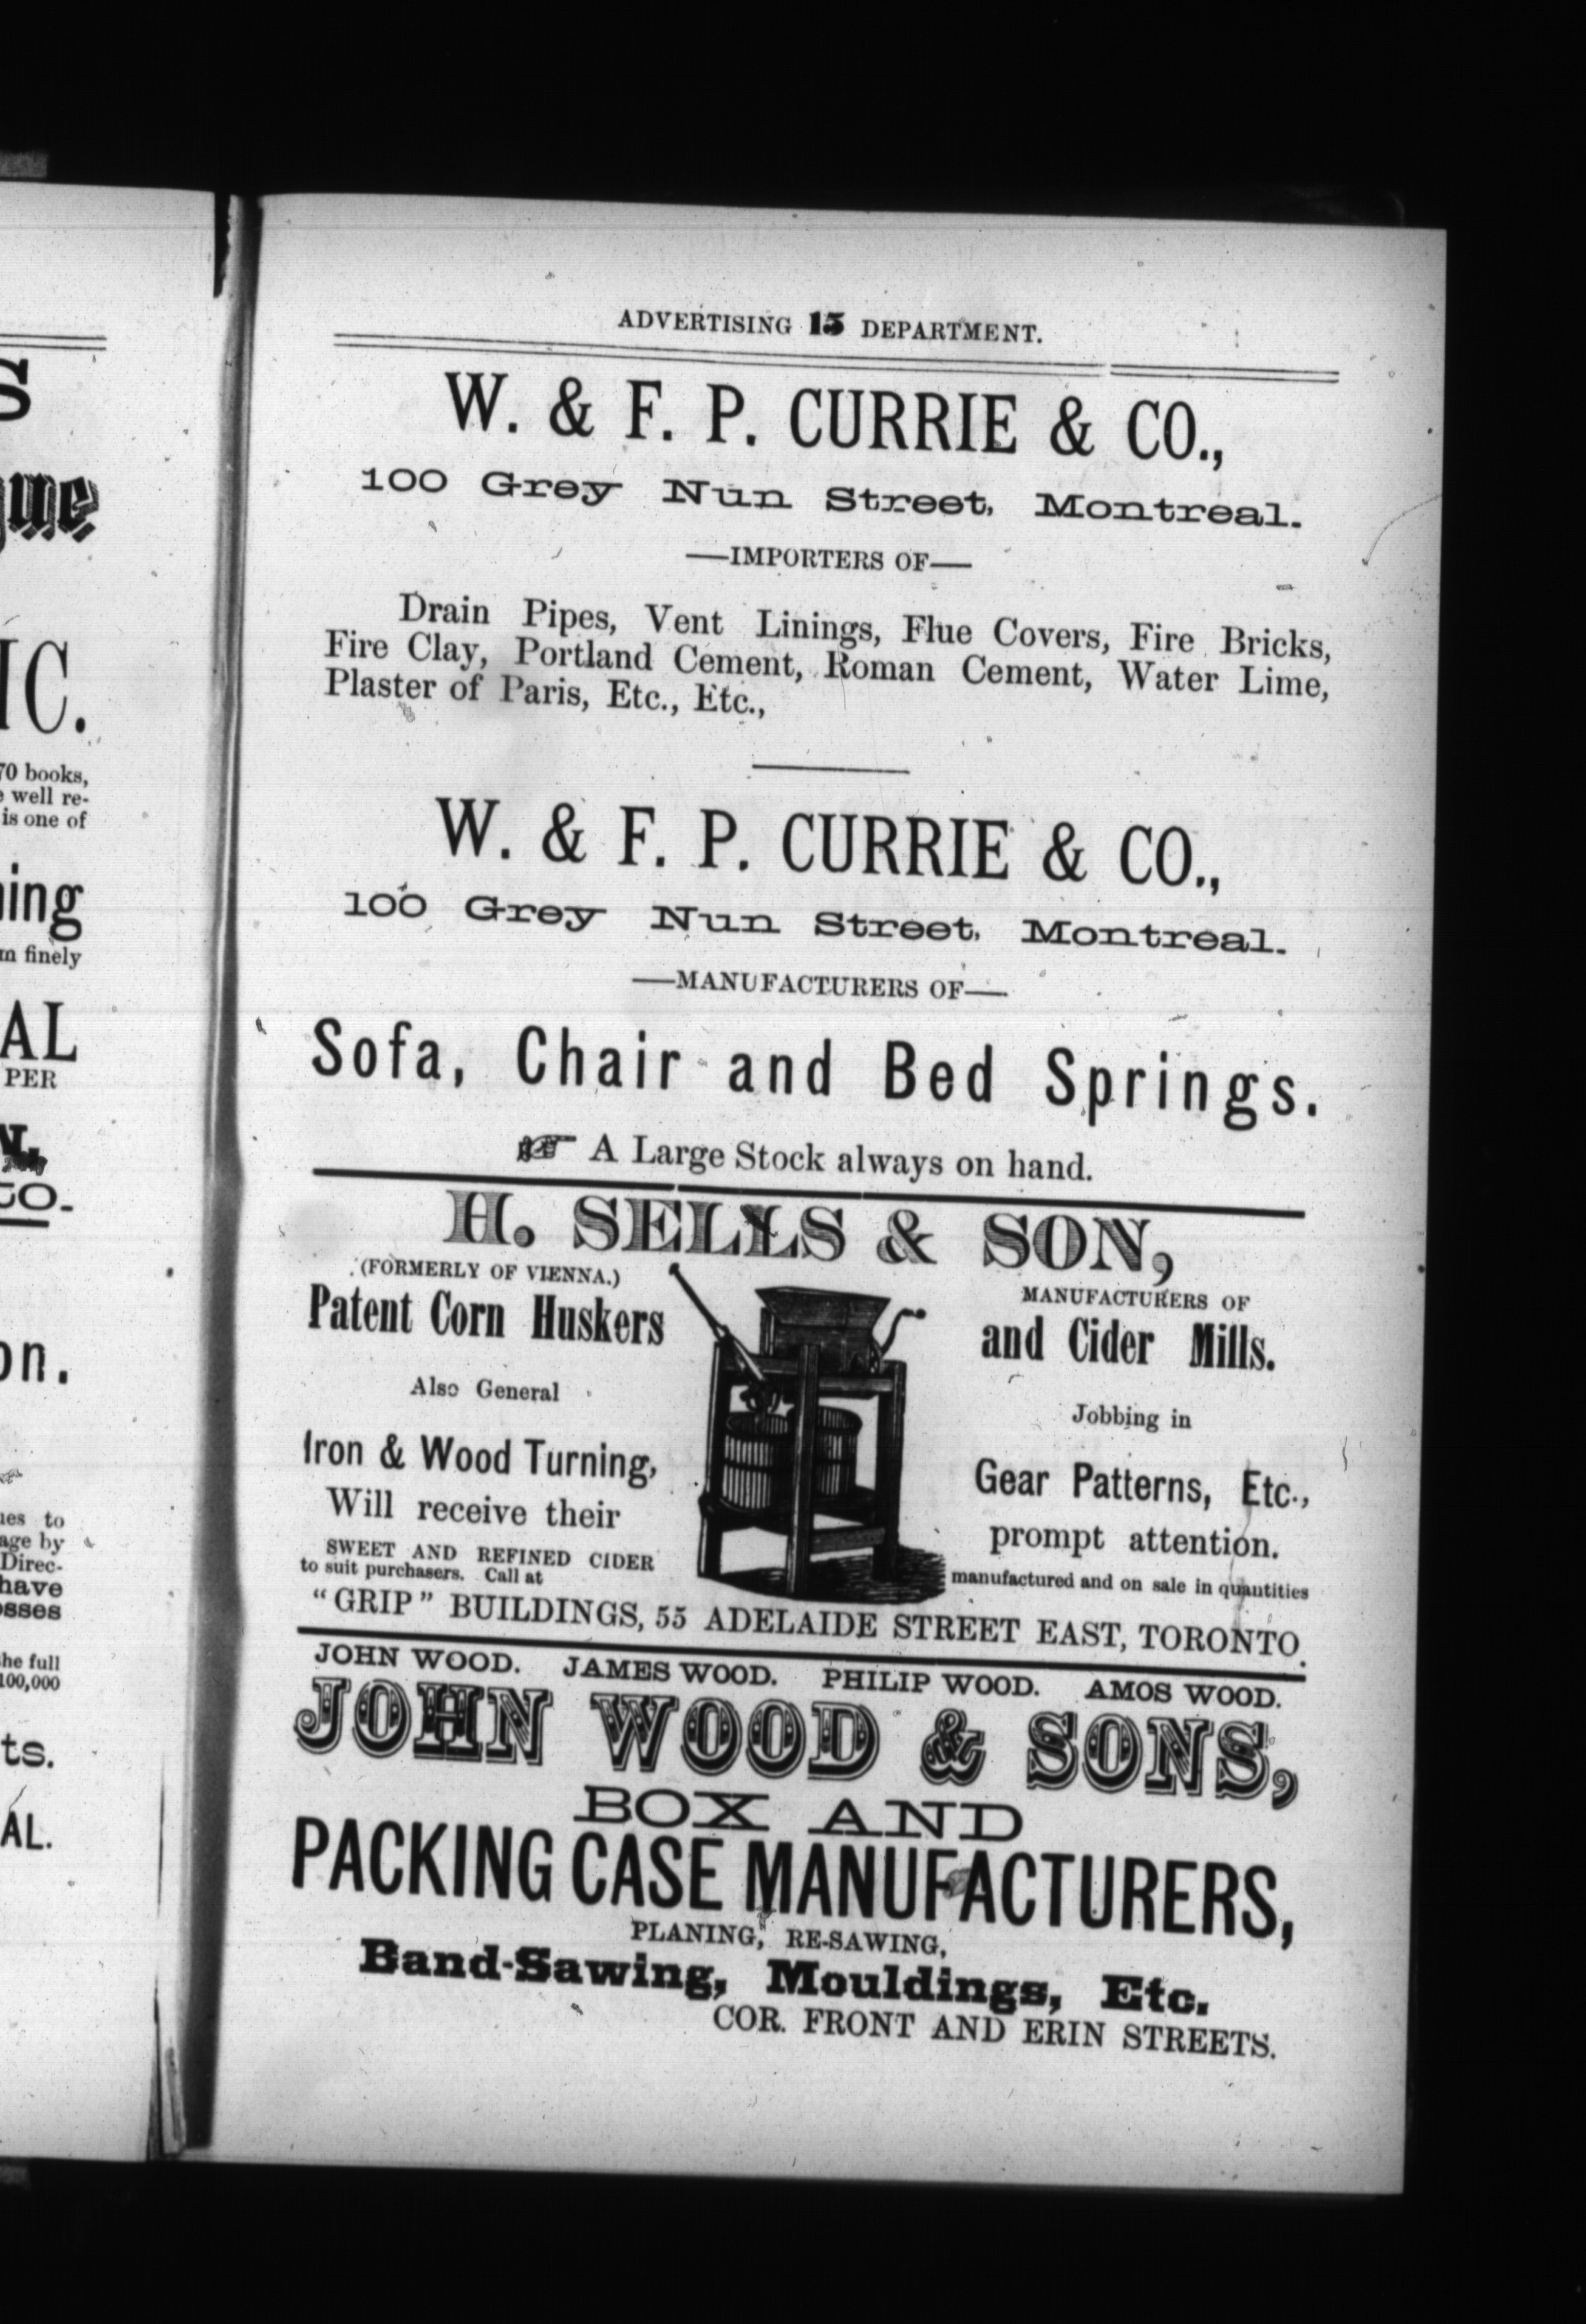 ADVERTISING 15 DEPARTMENT.
W. & F. P. CURRIE & CO.,
100 Grey Nun Street, Montreal.
—IMPORTERS OF—
Drain Pipes, Vent Linings, Flue Covers, Fire Bricks,
Fire Clay, Portland Cement, Roman Cement, Water Lime,
Plaster of Paris, Etc., Etc.,
W. & F. P. CURRIE & CO.,
100 Grey Nun Street, Montreal.
—MANUFACTURERS OF—
Sofa, Chair and Bed Springs.
☞ A Large Stock always on hand.
H. SELLS & SON,
(FORMERLY OF VIENNA.) MANUFACTURERS OF
Patent Corn Huskers and Cider Mills.
Also General Jobbing in
Iron & Wood Turning, Gear Patterns, Etc.,
Will receive their prompt attention.
SWEET AND REFINED CIDER manufactured and on sale in quantities
to suit purchasers. Call at
"GRIP" BUILDINGS, 55 ADELAIDE STREET EAST, TORONTO.
JOHN WOOD. JAMES WOOD. PHILIP WOOD. AMOS WOOD.
JOHN WOOD & SONS,
BOX AND
PACKING CASE MANUFACTURERS,
PLANING, RE-SAWING,
Band-Sawing, Mouldings, Etc.
COR. FRONT AND ERIN STREETS.